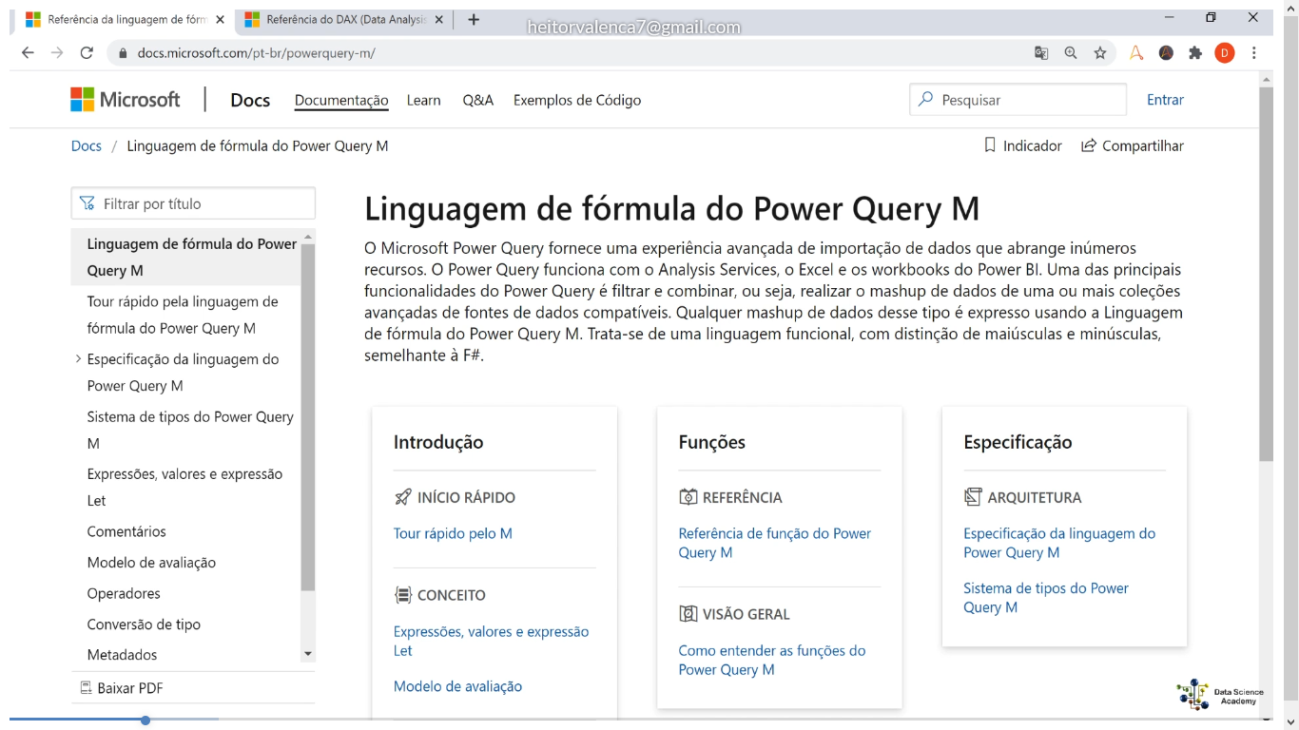 Referência da linguagem de fórm
Referência do DAX (Data Analysis
heitorvalenca7@gmail.com
docs.microsoft.com/pt-br/powerquery-m/
D
Microsoft
Docs
Documentação
Learn
Q&A
Exemplos de Código
Pesquisar
Entrar
Docs / Linguagem de fórmula do Power Query M
Indicador
Compartilhar
Filtrar por título
Linguagem de fórmula do Power
Query M
Tour rápido pela linguagem de
fórmula do Power Query M
Especificação da linguagem do
Power Query M
Sistema de tipos do Power Query
M
Expressões, valores e expressão
Let
Comentários
Modelo de avaliação
Operadores
Conversão de tipo
Metadados
Baixar PDF
Linguagem de fórmula do Power Query M
O Microsoft Power Query fornece uma experiência avançada de importação de dados que abrange inúmeros
recursos. O Power Query funciona com o Analysis Services, o Excel e os workbooks do Power BI. Uma das principais
funcionalidades do Power Query é filtrar e combinar, ou seja, realizar o mashup de dados de uma ou mais coleções
avançadas de fontes de dados compatíveis. Qualquer mashup de dados desse tipo é expresso usando a Linguagem
de fórmula do Power Query M. Trata-se de uma linguagem funcional, com distinção de maiúsculas e minúsculas,
semelhante à F#.
Introdução
INÍCIO RÁPIDO
Tour rápido pelo M
CONCEITO
Expressões, valores e expressão
Let
Modelo de avaliação
Funções
REFERÊNCIA
Referência de função do Power
Query M
VISÃO GERAL
Como entender as funções do
Power Query M
Especificação
ARQUITETURA
Especificação da linguagem do
Power Query M
Sistema de tipos do Power
Query M
Data Science
Academy